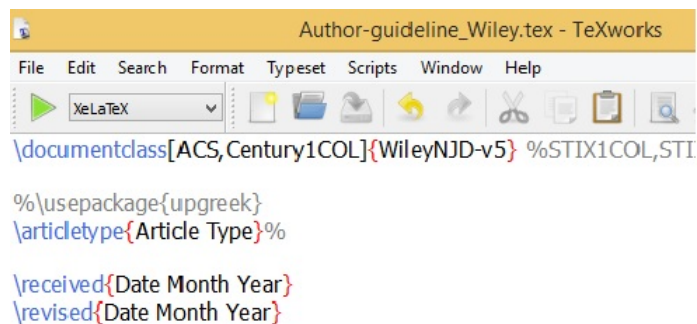 Author-guideline_Wiley.tex - TeXworks
File Edit Search Format Typeset Scripts Window Help
XeLaTeX
\documentclass[ACS,Century1COL]{WileyNJD-v5} %STIX1COL,STI
%\usepackage{upgreek}
\articletype{Article Type}%
\received{Date Month Year}
\revised{Date Month Year}